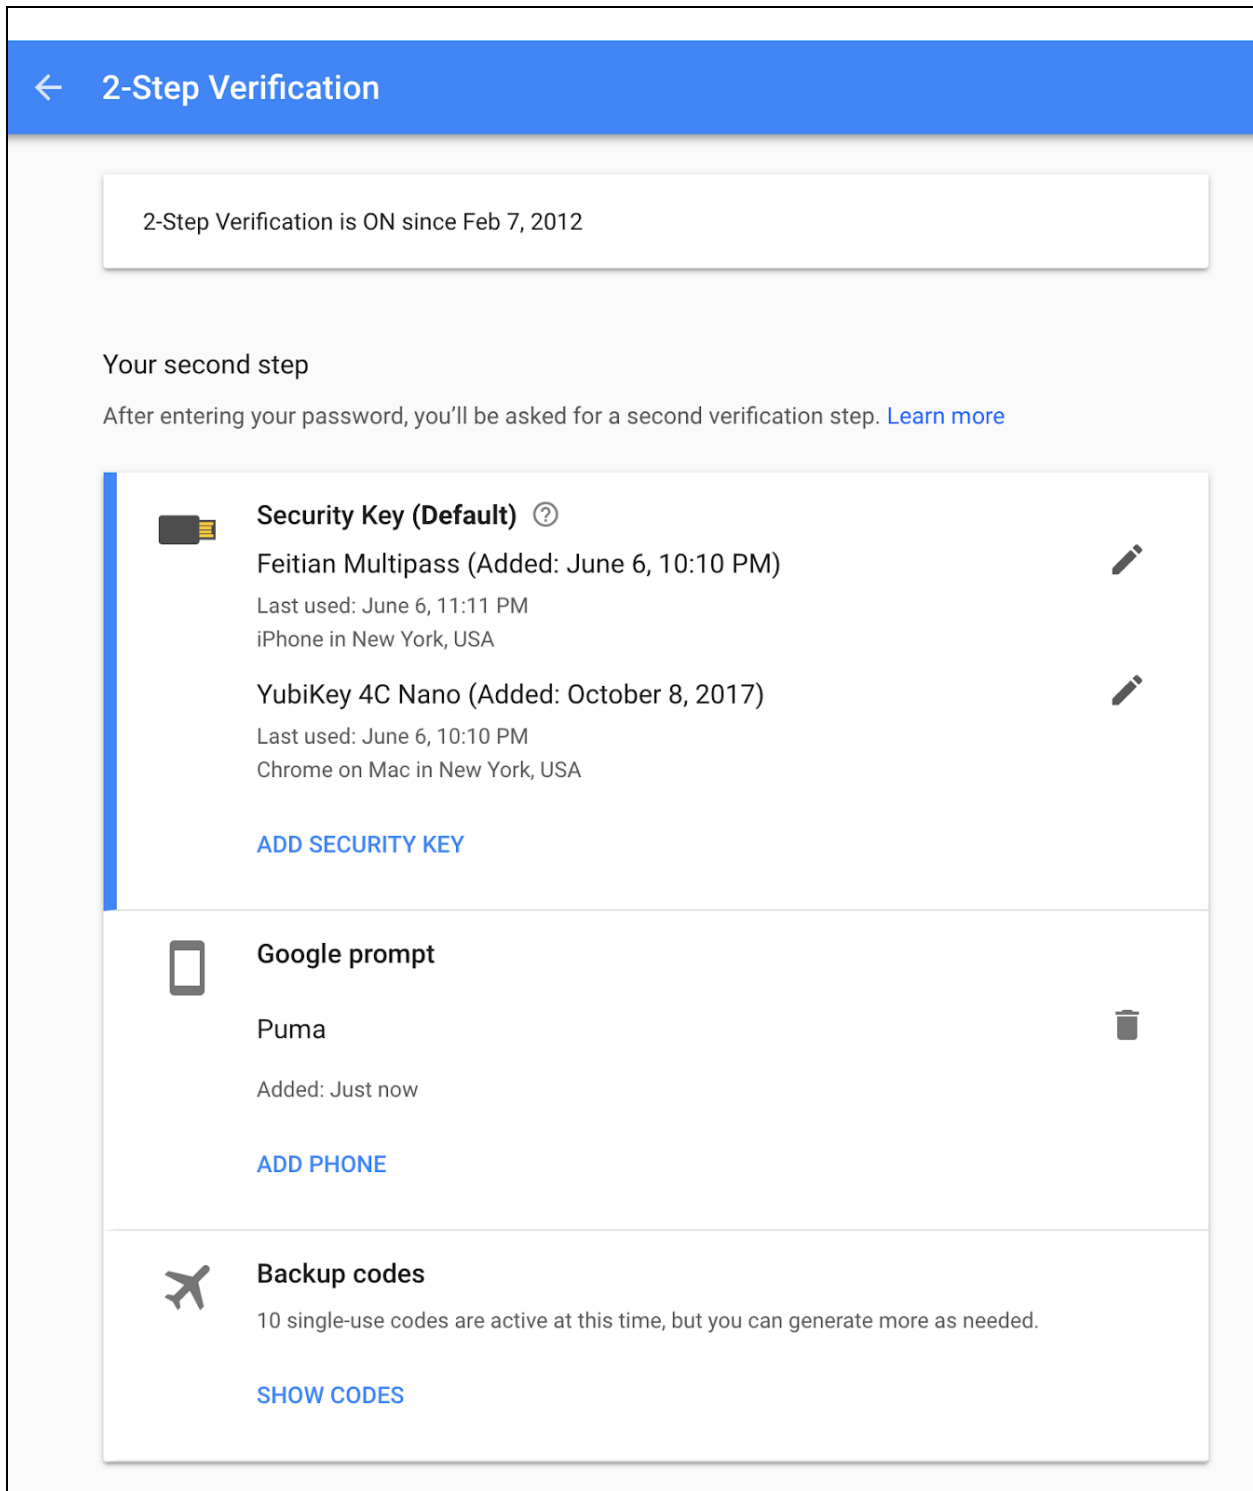 2-Step Verification
2-Step Verification is ON since Feb 7, 2012
Your second step
After entering your password, you'll be asked for a second verification step. Learn more
Security Key (Default)
Feitian Multipass (Added: June 6, 10:10 PM)
Last used: June 6, 11:11 PM
iPhone in New York, USA
YubiKey 4C Nano (Added: October 8, 2017)
Last used: June 6, 10:10 PM
Chrome on Mac in New York, USA
ADD SECURITY KEY
Google prompt
Puma
Added: Just now
ADD PHONE
Backup codes
10 single-use codes are active at this time, but you can generate more as needed.
SHOW CODES